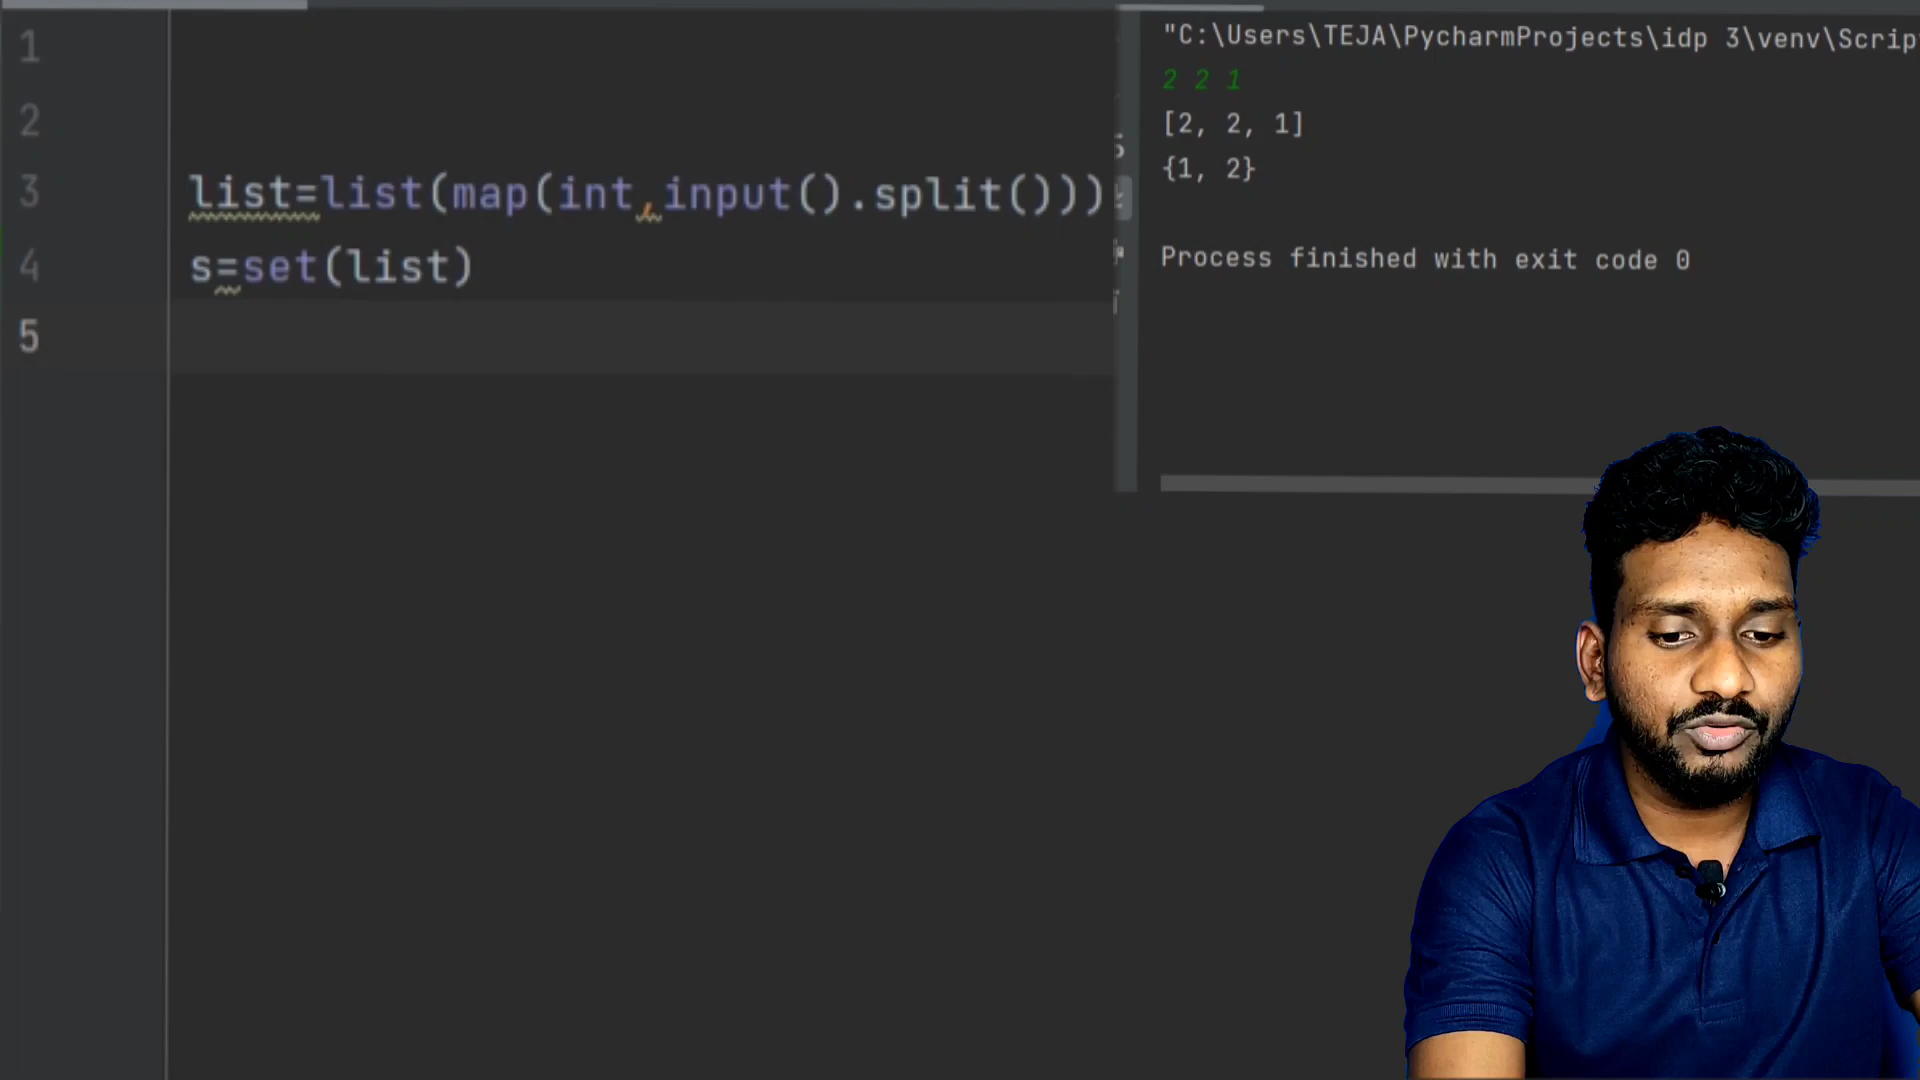 1
2
3 list=list(map(int,input().split()))
4 s=set(list)
5
"C:\Users\TEJA\PycharmProjects\idp 3\venv\Scrip
2 2 1
[2, 2, 1]
{1, 2}
Process finished with exit code 0